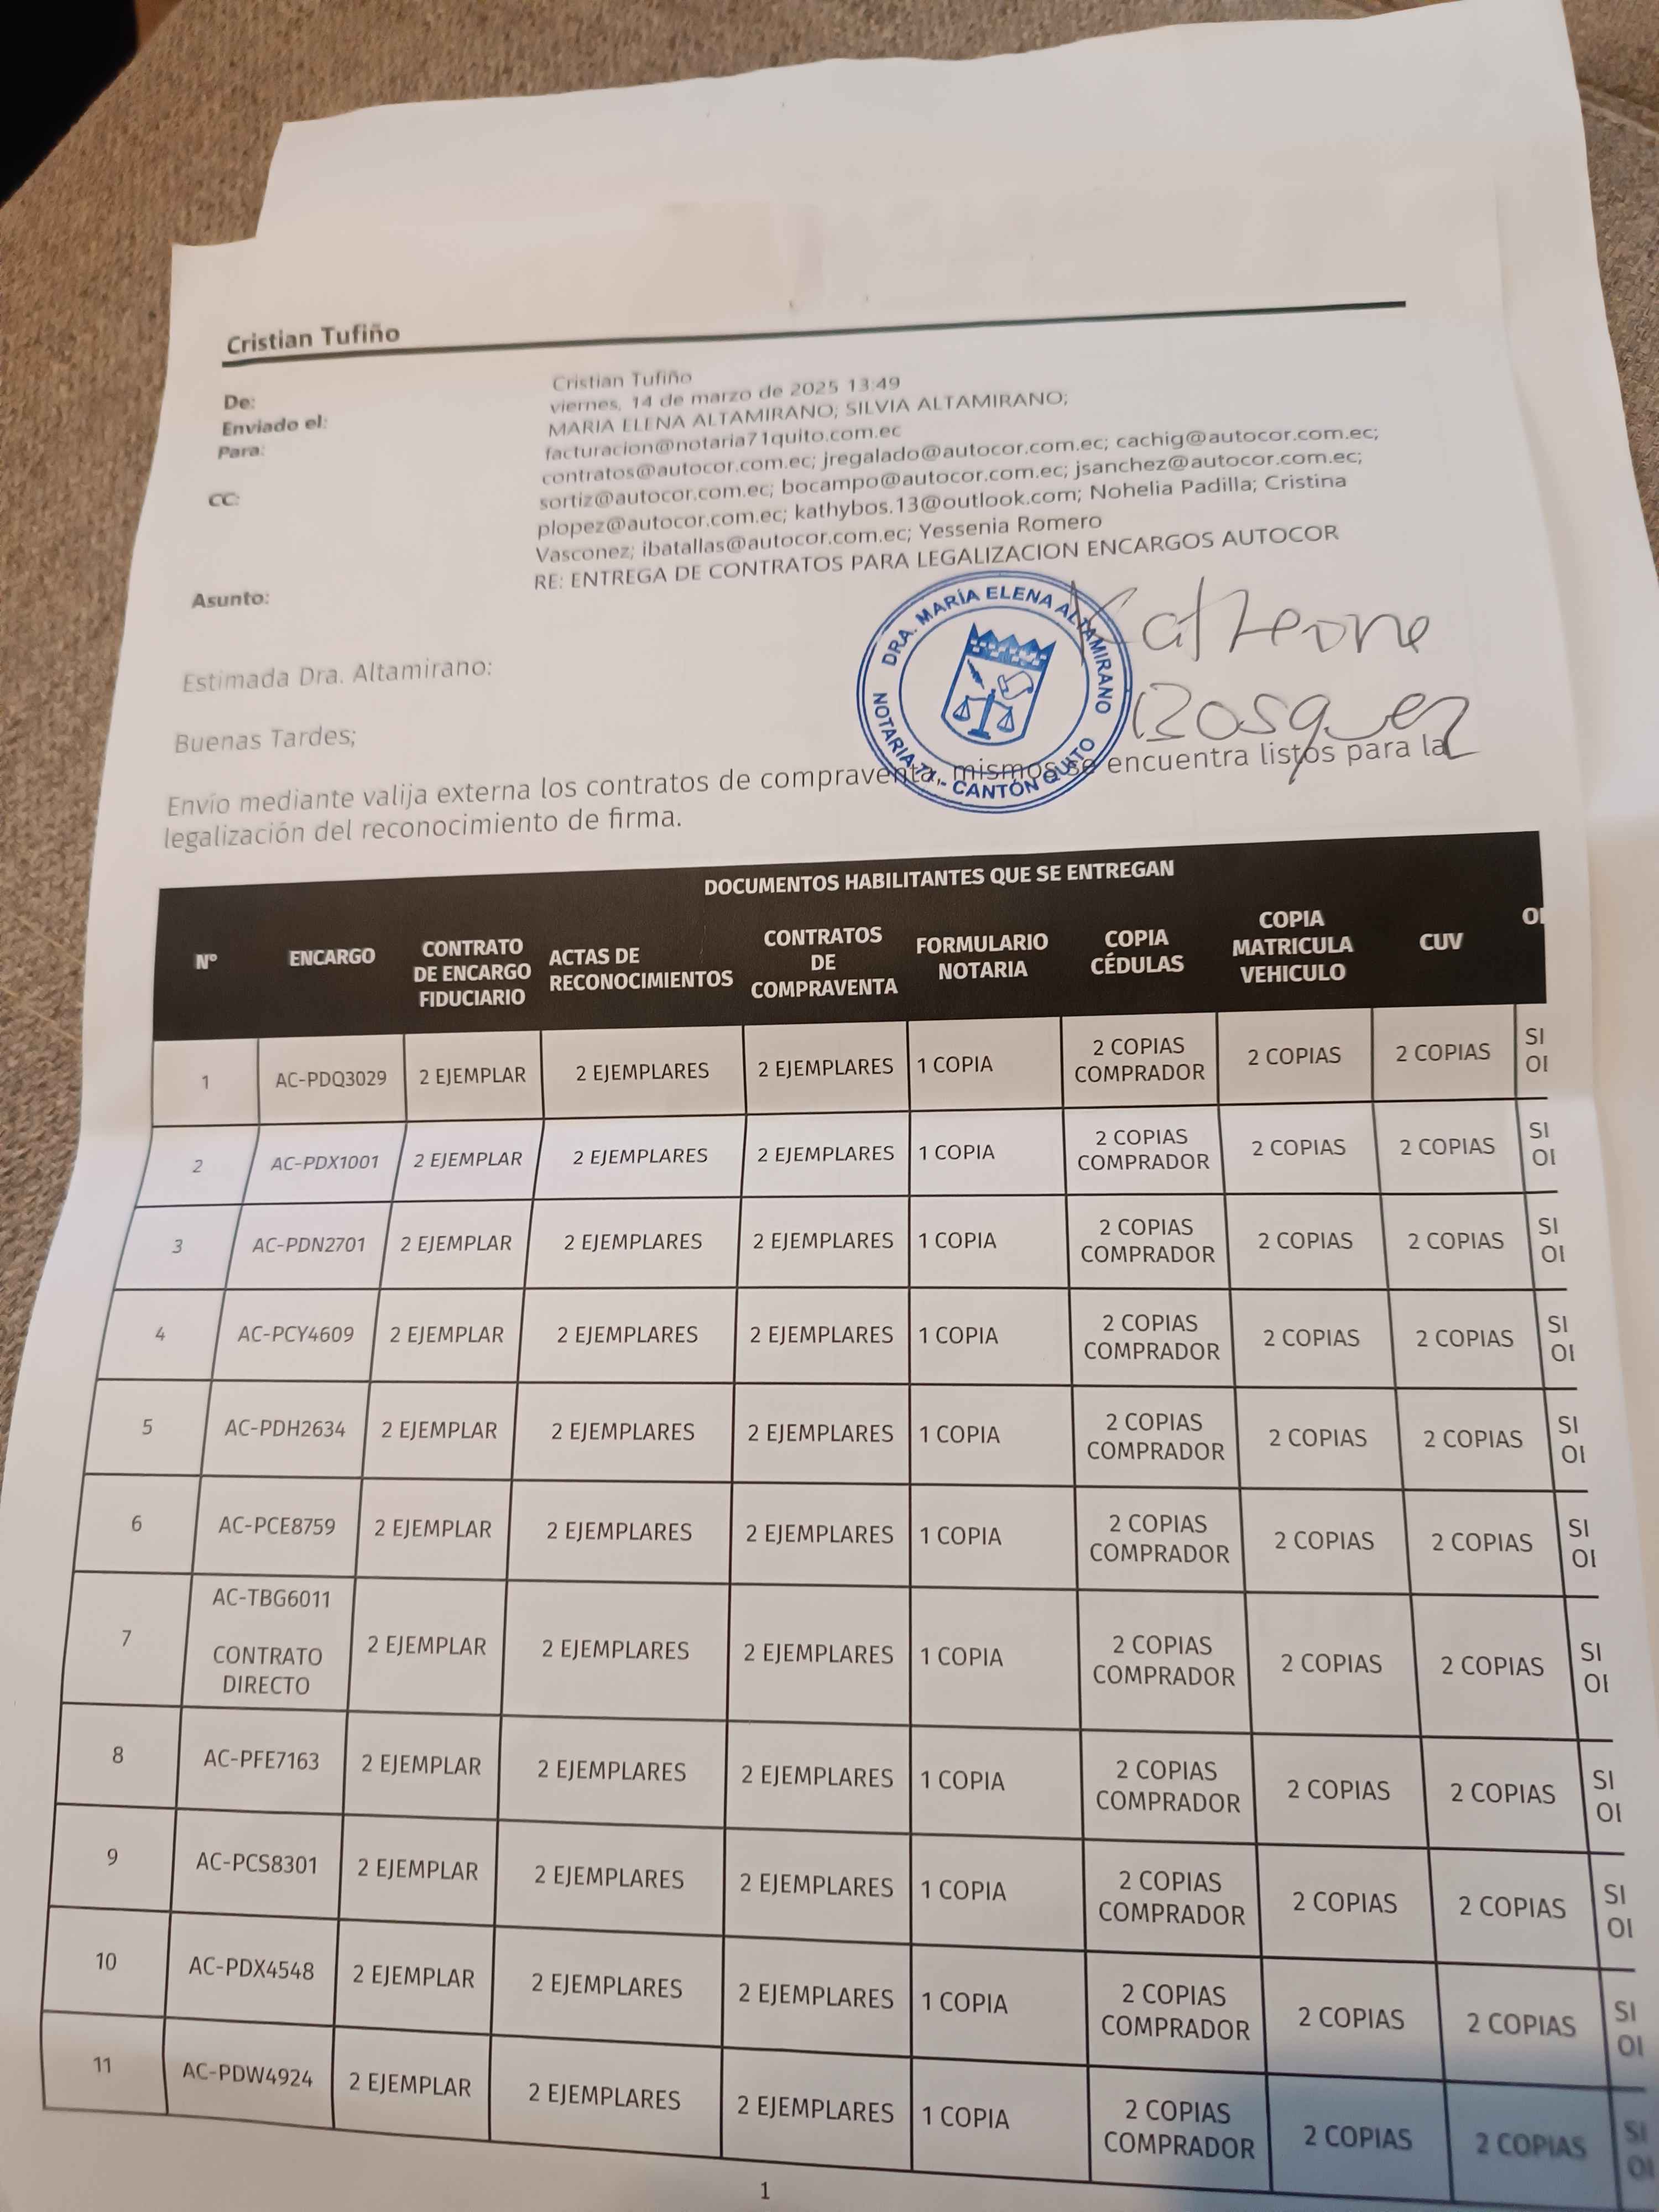 Cristian Tufiño
De: Cristian Tufiño
Enviado el: viernes, 14 de marzo de 2025 13:49
Para: MARIA ELENA ALTAMIRANO; SILVIA ALTAMIRANO;
facturacion@notaria71quito.com.ec
CC: contratos@autocor.com.ec; jregalado@autocor.com.ec; cachig@autocor.com.ec;
sortiz@autocor.com.ec; bocampo@autocor.com.ec; jsanchez@autocor.com.ec;
plopez@autocor.com.ec; kathybos.13@outlook.com; Nohelia Padilla; Cristina
Vasconez; ibatallas@autocor.com.ec; Yessenia Romero
Asunto: RE: ENTREGA DE CONTRATOS PARA LEGALIZACION ENCARGOS AUTOCOR
DRA. MARÍA ELENA ALTAMIRANO
NOTARIA 71 - CANTÓN QUITO
Bosquez
Estimada Dra. Altamirano:
Buenas Tardes;
Envío mediante valija externa los contratos de compraventa, mismos se encuentra listos para la
legalización del reconocimiento de firma.
DOCUMENTOS HABILITANTES QUE SE ENTREGAN
N° ENCARGO CONTRATO DE ENCARGO FIDUCIARIO ACTAS DE RECONOCIMIENTOS CONTRATOS DE COMPRAVENTA FORMULARIO NOTARIA COPIA CÉDULAS COPIA MATRICULA VEHICULO CUV
1 AC-PDQ3029 2 EJEMPLAR 2 EJEMPLARES 2 EJEMPLARES 1 COPIA 2 COPIAS COMPRADOR 2 COPIAS 2 COPIAS SI
2 AC-PDX1001 2 EJEMPLAR 2 EJEMPLARES 2 EJEMPLARES 1 COPIA 2 COPIAS COMPRADOR 2 COPIAS 2 COPIAS SI
3 AC-PDN2701 2 EJEMPLAR 2 EJEMPLARES 2 EJEMPLARES 1 COPIA 2 COPIAS COMPRADOR 2 COPIAS 2 COPIAS SI
4 AC-PCY4609 2 EJEMPLAR 2 EJEMPLARES 2 EJEMPLARES 1 COPIA 2 COPIAS COMPRADOR 2 COPIAS 2 COPIAS SI
5 AC-PDH2634 2 EJEMPLAR 2 EJEMPLARES 2 EJEMPLARES 1 COPIA 2 COPIAS COMPRADOR 2 COPIAS 2 COPIAS SI
6 AC-PCE8759 2 EJEMPLAR 2 EJEMPLARES 2 EJEMPLARES 1 COPIA 2 COPIAS COMPRADOR 2 COPIAS 2 COPIAS SI
7 AC-TBG6011 CONTRATO DIRECTO 2 EJEMPLAR 2 EJEMPLARES 2 EJEMPLARES 1 COPIA 2 COPIAS COMPRADOR 2 COPIAS 2 COPIAS SI
8 AC-PFE7163 2 EJEMPLAR 2 EJEMPLARES 2 EJEMPLARES 1 COPIA 2 COPIAS COMPRADOR 2 COPIAS 2 COPIAS SI
9 AC-PCS8301 2 EJEMPLAR 2 EJEMPLARES 2 EJEMPLARES 1 COPIA 2 COPIAS COMPRADOR 2 COPIAS 2 COPIAS SI
10 AC-PDX4548 2 EJEMPLAR 2 EJEMPLARES 2 EJEMPLARES 1 COPIA 2 COPIAS COMPRADOR 2 COPIAS 2 COPIAS SI
11 AC-PDW4924 2 EJEMPLAR 2 EJEMPLARES 2 EJEMPLARES 1 COPIA 2 COPIAS COMPRADOR 2 COPIAS 2 COPIAS SI
1